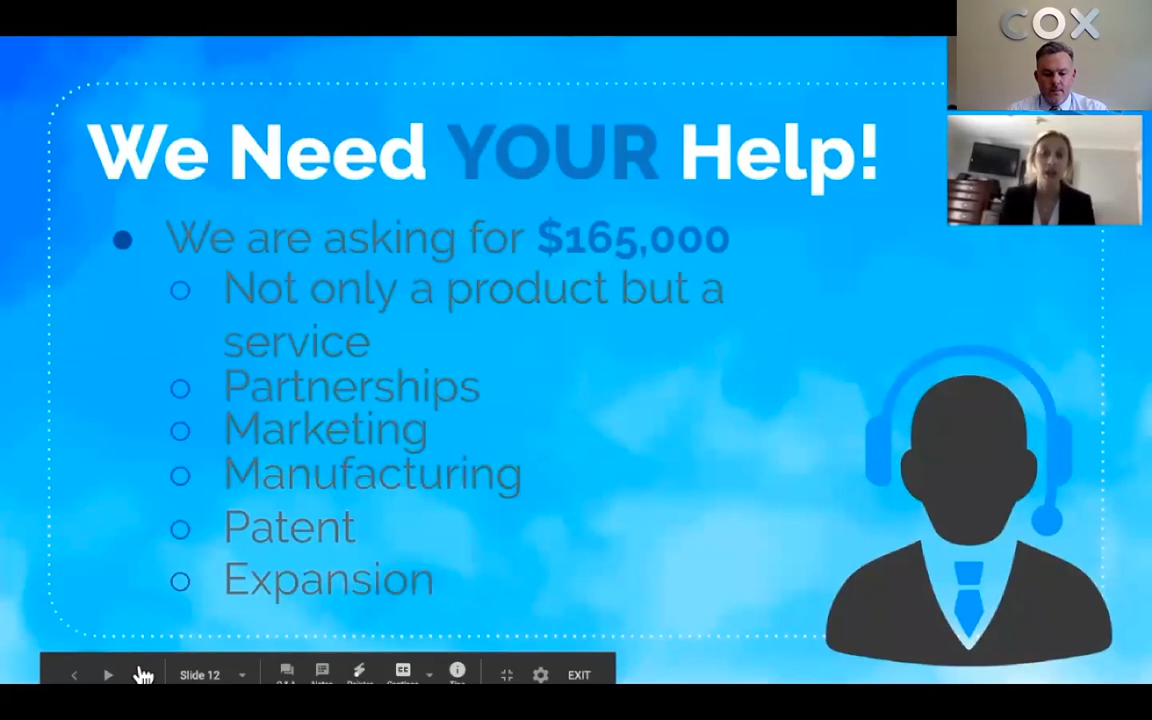 COX
We Need YOUR Help!
We are asking for $165,000
Not only a product but a
service
Partnerships
Marketing
Manufacturing
Patent
Expansion
Slide 12
EXIT